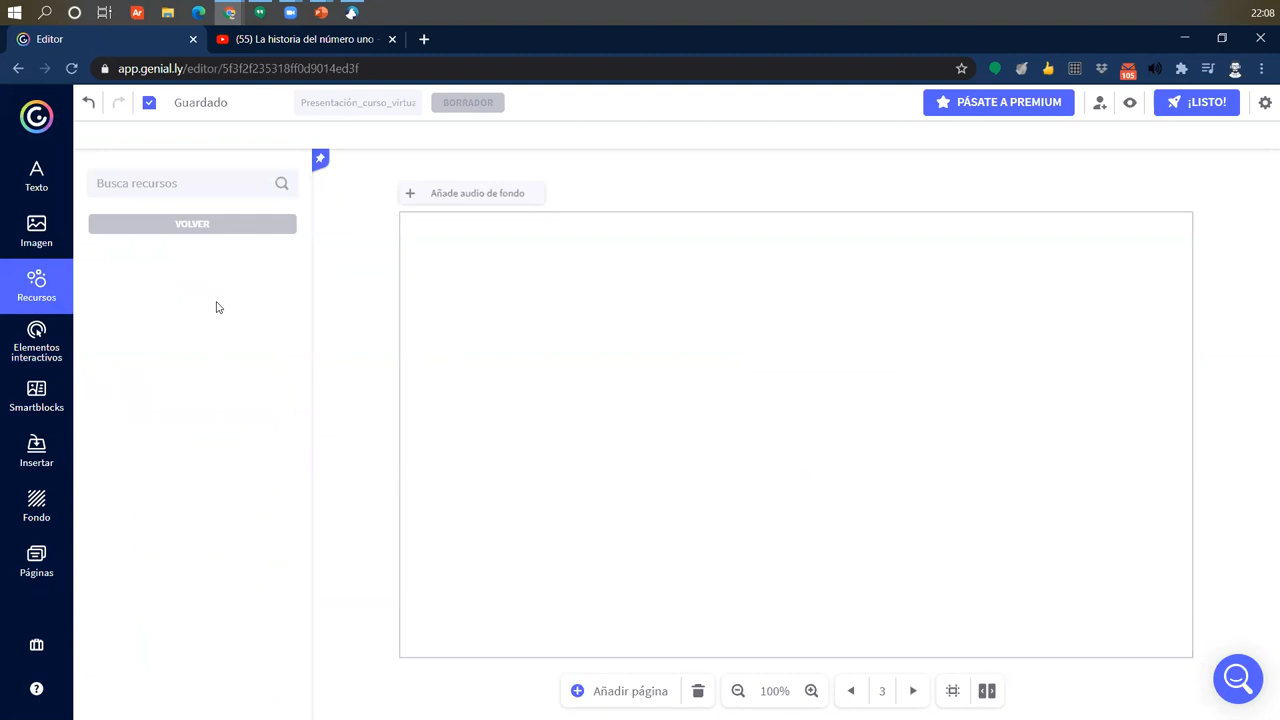 22:08
Editor
(55) La historia del número uno -
app.genial.ly/editor/5f3f2f235318ff0d9014ed3f
105
Guardado
Presentación_curso_virtua
BORRADOR
PÁSATE A PREMIUM
¡LISTO!
Texto
Imagen
Recursos
Elementos
interactivos
Smartblocks
Insertar
Fondo
Páginas
Busca recursos
VOLVER
Añade audio de fondo
Añadir página
100%
3